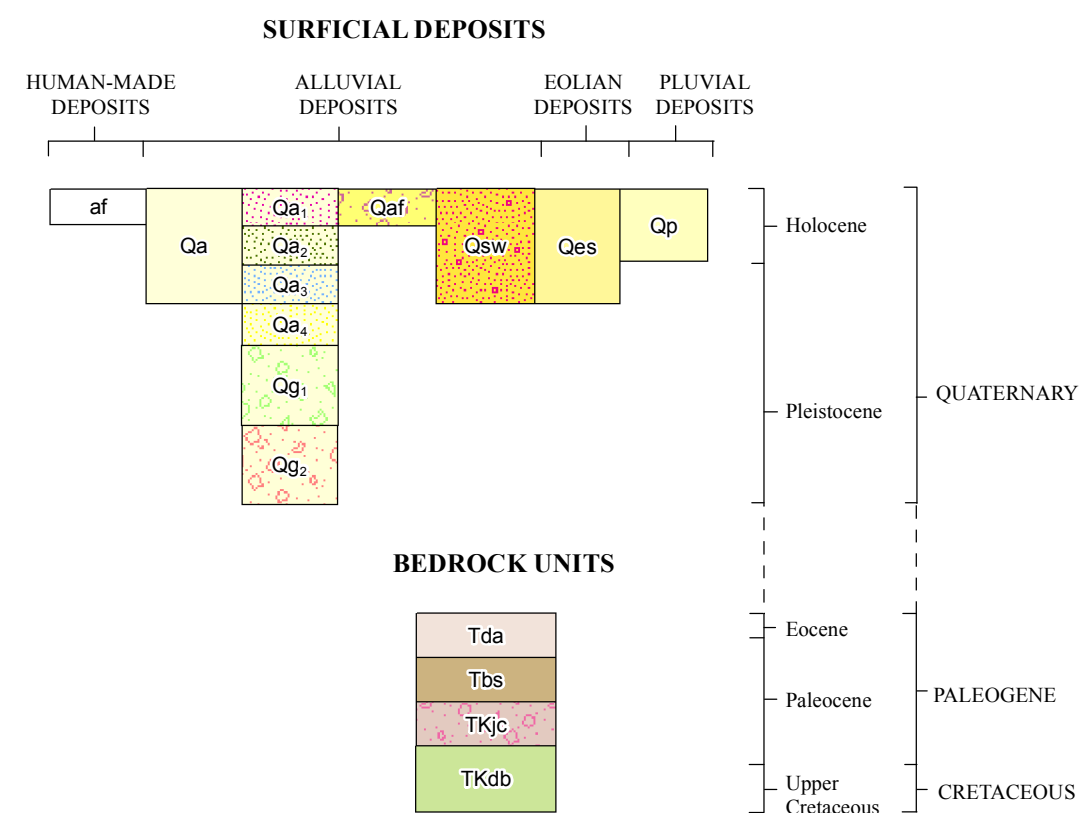 SURFICIAL DEPOSITS
HUMAN-MADE
DEPOSITS
ALLUVIAL
DEPOSITS
EOLIAN
DEPOSITS
PLUVIAL
DEPOSITS
af
Qa
Qa₁
Qa₂
Qa₃
Qa₄
Qg₁
Qg₂
Qaf
Qsw
Qes
Qp
Holocene
Pleistocene
QUATERNARY
BEDROCK UNITS
Tda
Tbs
TKjc
TKdb
Eocene
Paleocene
Upper
Cretaceous
PALEOGENE
CRETACEOUS